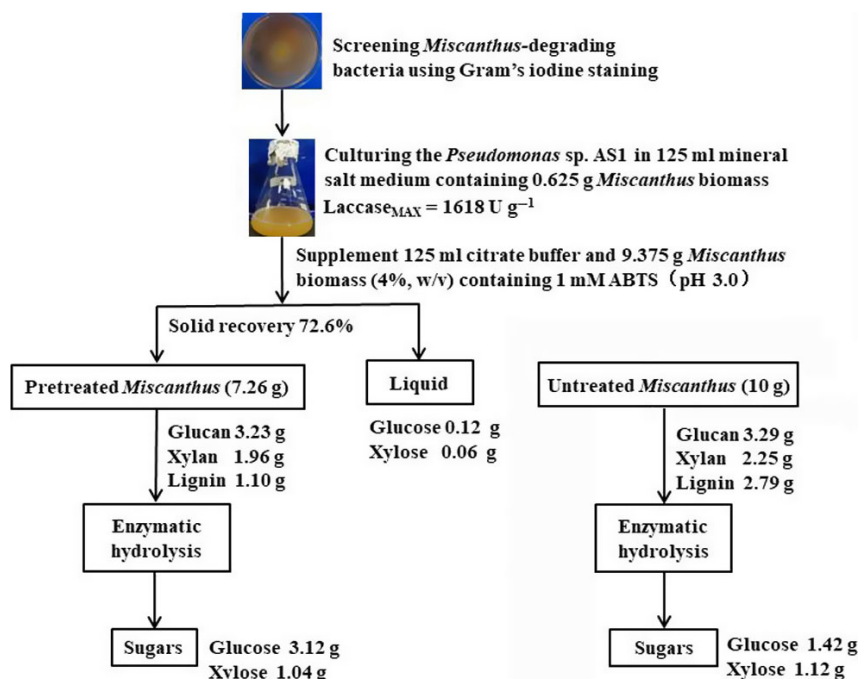 Screening Miscanthus-degrading
bacteria using Gram's iodine staining
Culturing the Pseudomonas sp. AS1 in 125 ml mineral
salt medium containing 0.625 g Miscanthus biomass
LaccaseMAX = 1618 U g–1
Supplement 125 ml citrate buffer and 9.375 g Miscanthus
biomass (4%, w/v) containing 1 mM ABTS (pH 3.0)
Solid recovery 72.6%
Pretreated Miscanthus (7.26 g)
Liquid
Untreated Miscanthus (10 g)
Glucose 0.12 g
Xylose 0.06 g
Glucan 3.23 g
Xylan 1.96 g
Lignin 1.10 g
Glucan 3.29 g
Xylan 2.25 g
Lignin 2.79 g
Enzymatic
hydrolysis
Enzymatic
hydrolysis
Sugars
Glucose 3.12 g
Xylose 1.04 g
Sugars
Glucose 1.42 g
Xylose 1.12 g